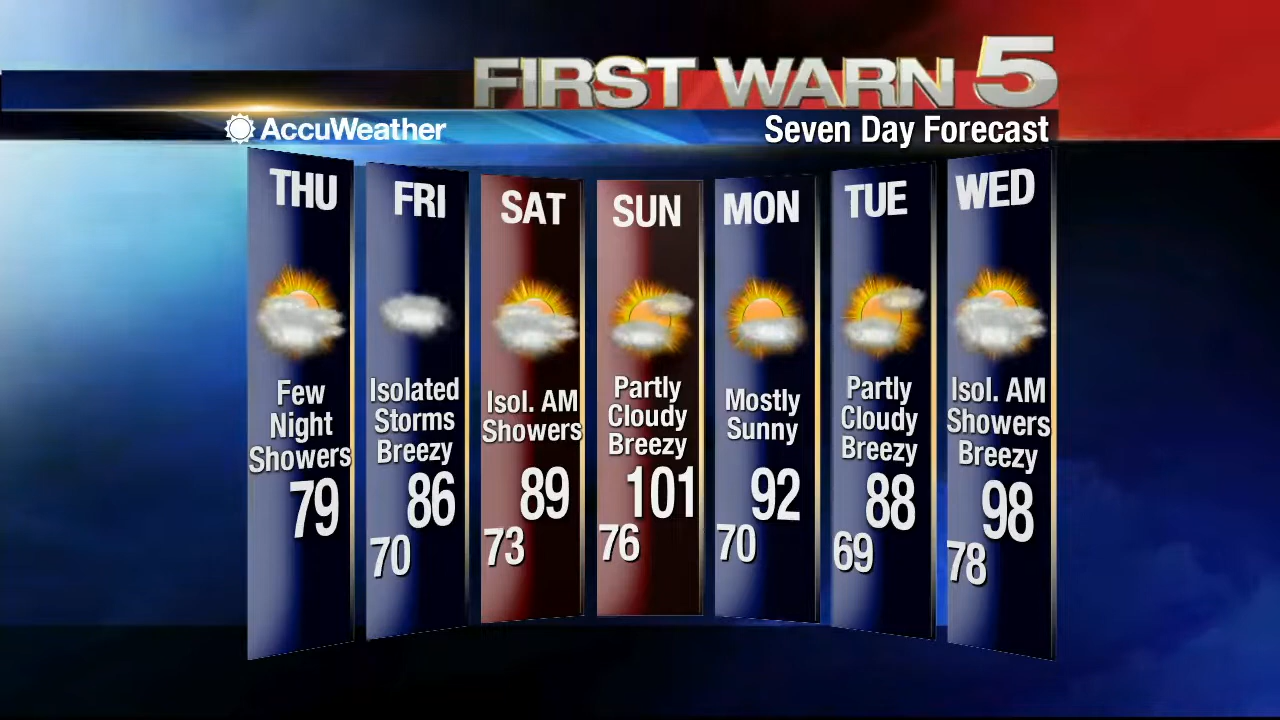 FIRST WARN 5
AccuWeather
Seven Day Forecast
THU
Few
Night
Showers
79
FRI
Isolated
Storms
Breezy
86
70
SAT
Isol. AM
Showers
89
73
SUN
Partly
Cloudy
Breezy
101
76
MON
Mostly
Sunny
92
70
TUE
Partly
Cloudy
Breezy
88
69
WED
Isol. AM
Showers
Breezy
98
78